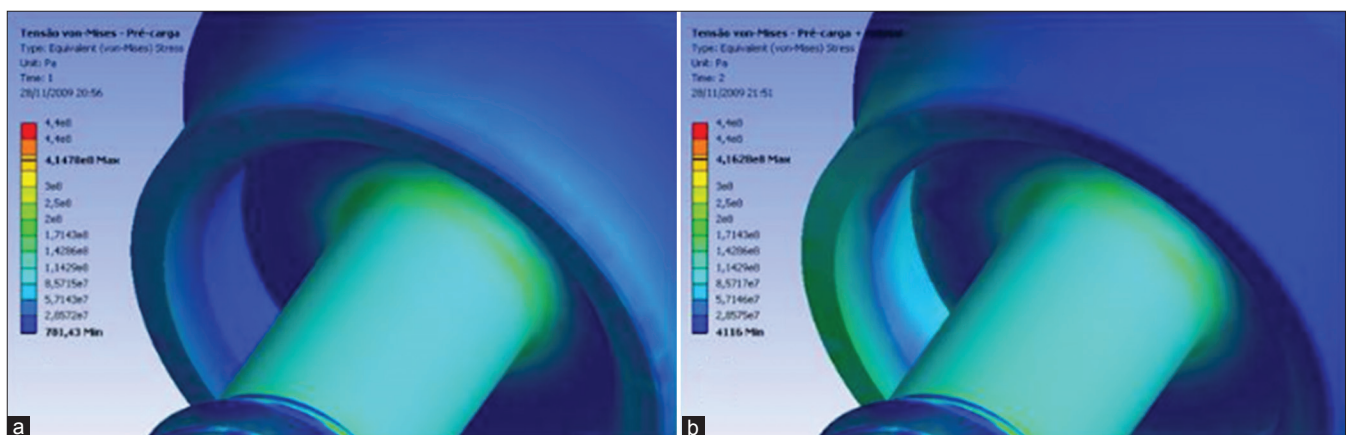 Tensão von-Mises - Pré-carga
Type: Equivalent (von-Mises) Stress
Unit: Pa
Time: 1
28/11/2009 20:56
4,4e8
4,4e8
4,1478e8 Max
3e8
2,5e8
2e8
1,7143e8
1,4286e8
1,1429e8
8,5715e7
5,7143e7
2,8572e7
781,43 Min
a
Tensão von-Mises - Pré-carga +
Type: Equivalent (von-Mises) Stress
Unit: Pa
Time: 2
28/11/2009 21:51
4,4e8
4,4e8
4,1628e8 Max
3e8
2,5e8
2e8
1,7143e8
1,4286e8
1,1429e8
8,5717e7
5,7146e7
2,8575e7
4116 Min
b